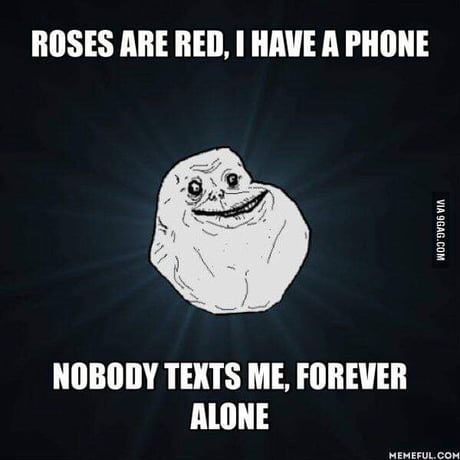 ROSES ARE RED, I HAVE A PHONE
VIA 9GAG.COM
NOBODY TEXTS ME, FOREVER
ALONE
MEMEFUL.COM